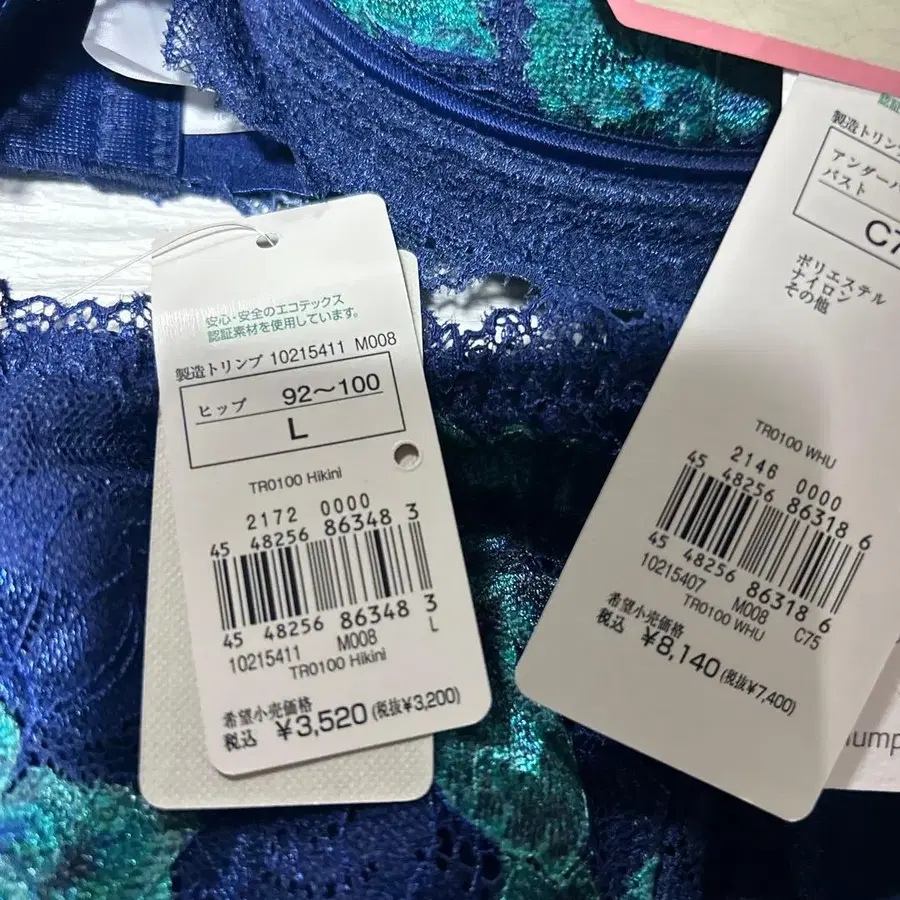 安心・安全のエコテックス
認証素材を使用しています。
製造トリンプ 10215411 M008
ヒップ 92〜100
L
TR0100 Hikini
2172 0000
45 48256 86348 3
45 48256 86348 3
10215411 M008 L
TR0100 Hikini
希望小売価格
税込 ¥3,520(税抜¥3,200)
認証
製造トリンプ
アンダーバ
バスト
C7
ポリエステル
ナイロン
その他
TR0100 WHU
2146 0000
45 48256 86318 6
45 48256 86318 6
10215407 M008 C75
TR0100 WHU
希望小売価格
税込 ¥8,140(税抜¥7,400)